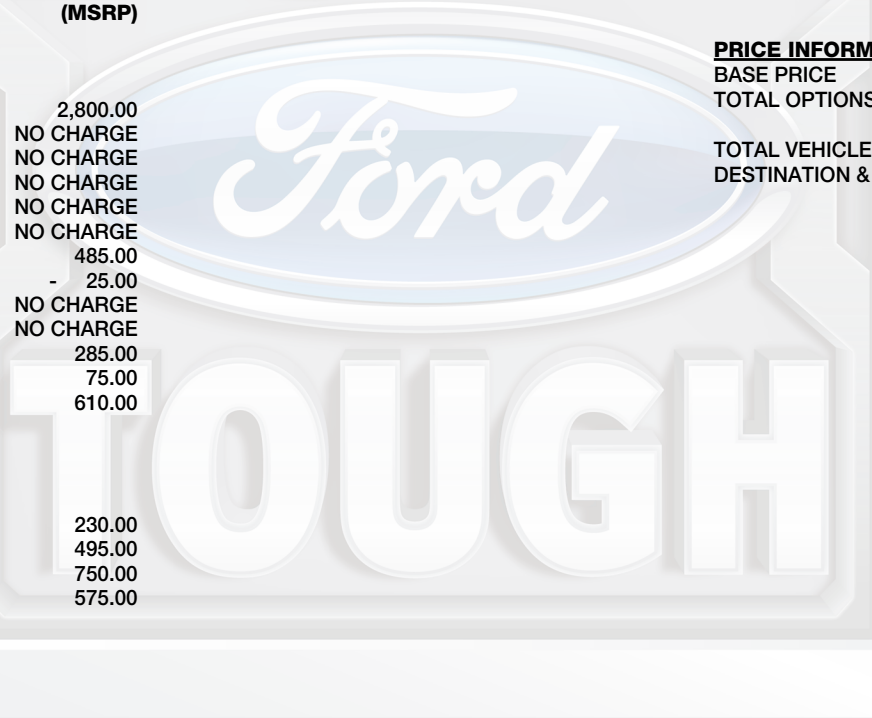 (MSRP)
2,800.00
NO CHARGE
NO CHARGE
NO CHARGE
NO CHARGE
NO CHARGE
485.00
- 25.00
NO CHARGE
NO CHARGE
285.00
75.00
610.00
230.00
495.00
750.00
575.00
PRICE INFORM
BASE PRICE
TOTAL OPTIONS
TOTAL VEHICLE
DESTINATION &
Ford
TOUGH